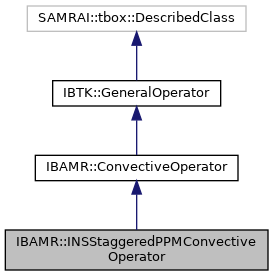 SAMRAI::tbox::DescribedClass
IBTK::GeneralOperator
IBAMR::ConvectiveOperator
IBAMR::INSStaggeredPPMConvective
Operator